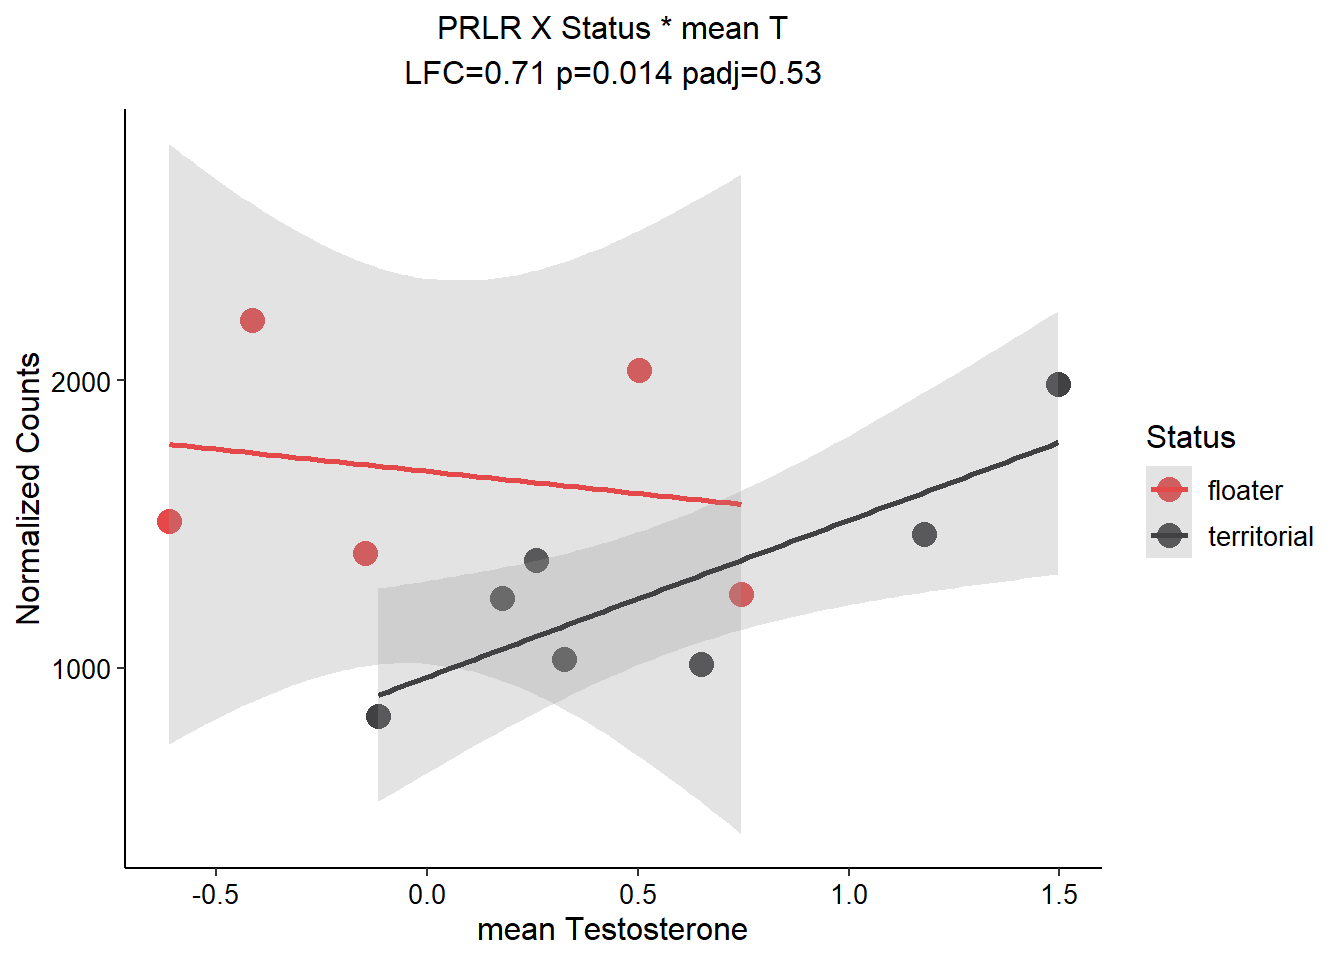 PRLR X Status * mean T
LFC=0.71 p=0.014 padj=0.53
Normalized Counts
2000
1000
-0.5 0.0 0.5 1.0 1.5
mean Testosterone
Status
floater
territorial